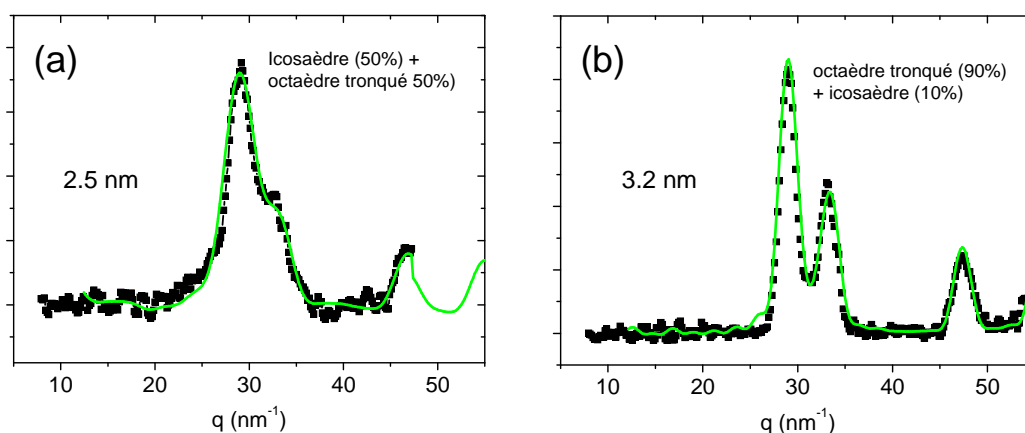 (a)
Icosaèdre (50%) +
octaèdre tronqué 50%)
2.5 nm
10 20 30 40 50
q (nm⁻¹)
(b)
octaèdre tronqué (90%)
+ icosaèdre (10%)
3.2 nm
10 20 30 40 50
q (nm⁻¹)